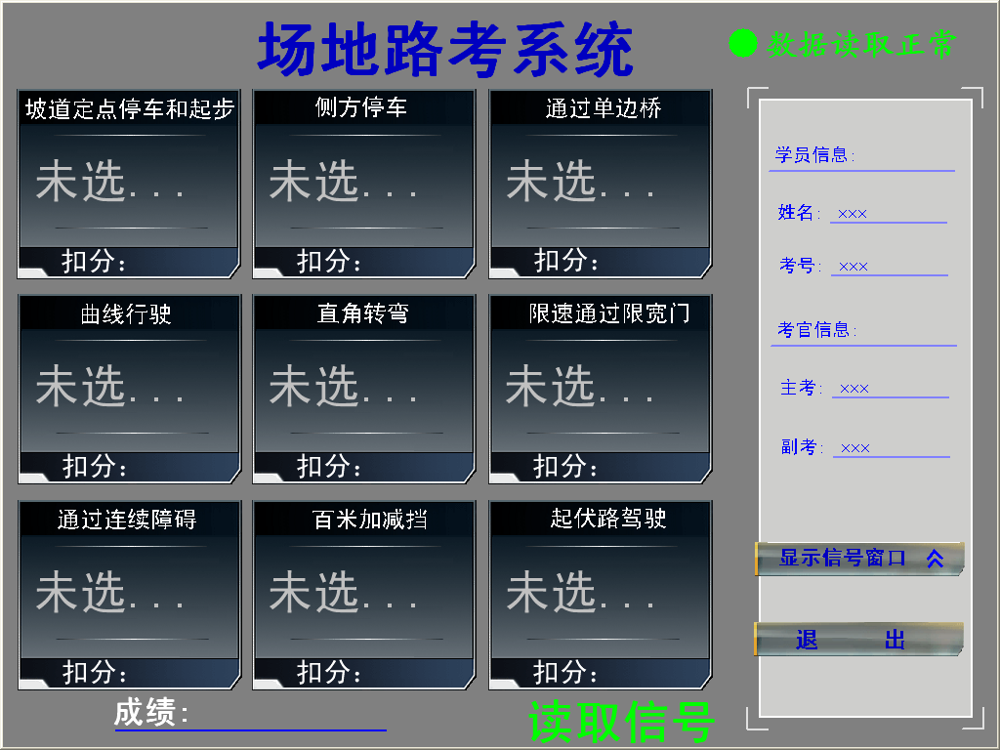 场地路考系统
数据读取正常
坡道定点停车和起步
未选...
扣分:
侧方停车
未选...
扣分:
通过单边桥
未选...
扣分:
曲线行驶
未选...
扣分:
直角转弯
未选...
扣分:
限速通过限宽门
未选...
扣分:
通过连续障碍
未选...
扣分:
百米加减挡
未选...
扣分:
起伏路驾驶
未选...
扣分:
成绩:
读取信号
学员信息:
姓名: xxx
考号: xxx
考官信息:
主考: xxx
副考: xxx
显示信号窗口
退 出